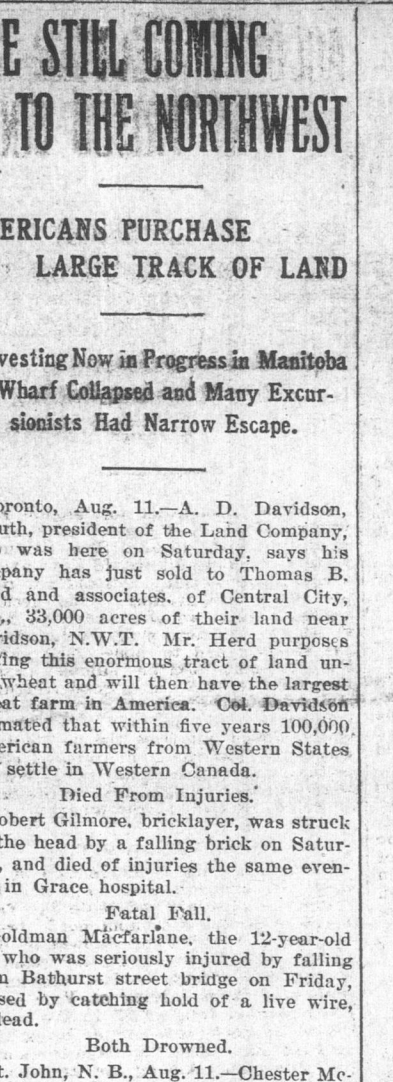 E STILL COMING
TO THE NORTHWEST
ERICANS PURCHASE
LARGE TRACK OF LAND
vesting Now in Progress in Manitoba
Wharf Collapsed and Many Excur-
sionists Had Narrow Escape.
oronto, Aug. 11.—A. D. Davidson,
uth, president of the Land Company,
was here on Saturday, says his
pany has just sold to Thomas B.
d and associates, of Central City,
., 33,000 acres of their land near
ridson, N.W.T. Mr. Herd purposes
ing this enormous tract of land un-
wheat and will then have the largest
eat farm in America. Col. Davidson
mated that within five years 100,000
erican farmers from Western States
settle in Western Canada.
Died From Injuries.
obert Gilmore, bricklayer, was struck
the head by a falling brick on Satur-
, and died of injuries the same even-
in Grace hospital.
Fatal Fall.
oldman Macfarlane, the 12-year-old
who was seriously injured by falling
n Bathurst street bridge on Friday,
sed by catching hold of a live wire,
lead.
Both Drowned.
t. John, N. B., Aug. 11.—Chester Mc-